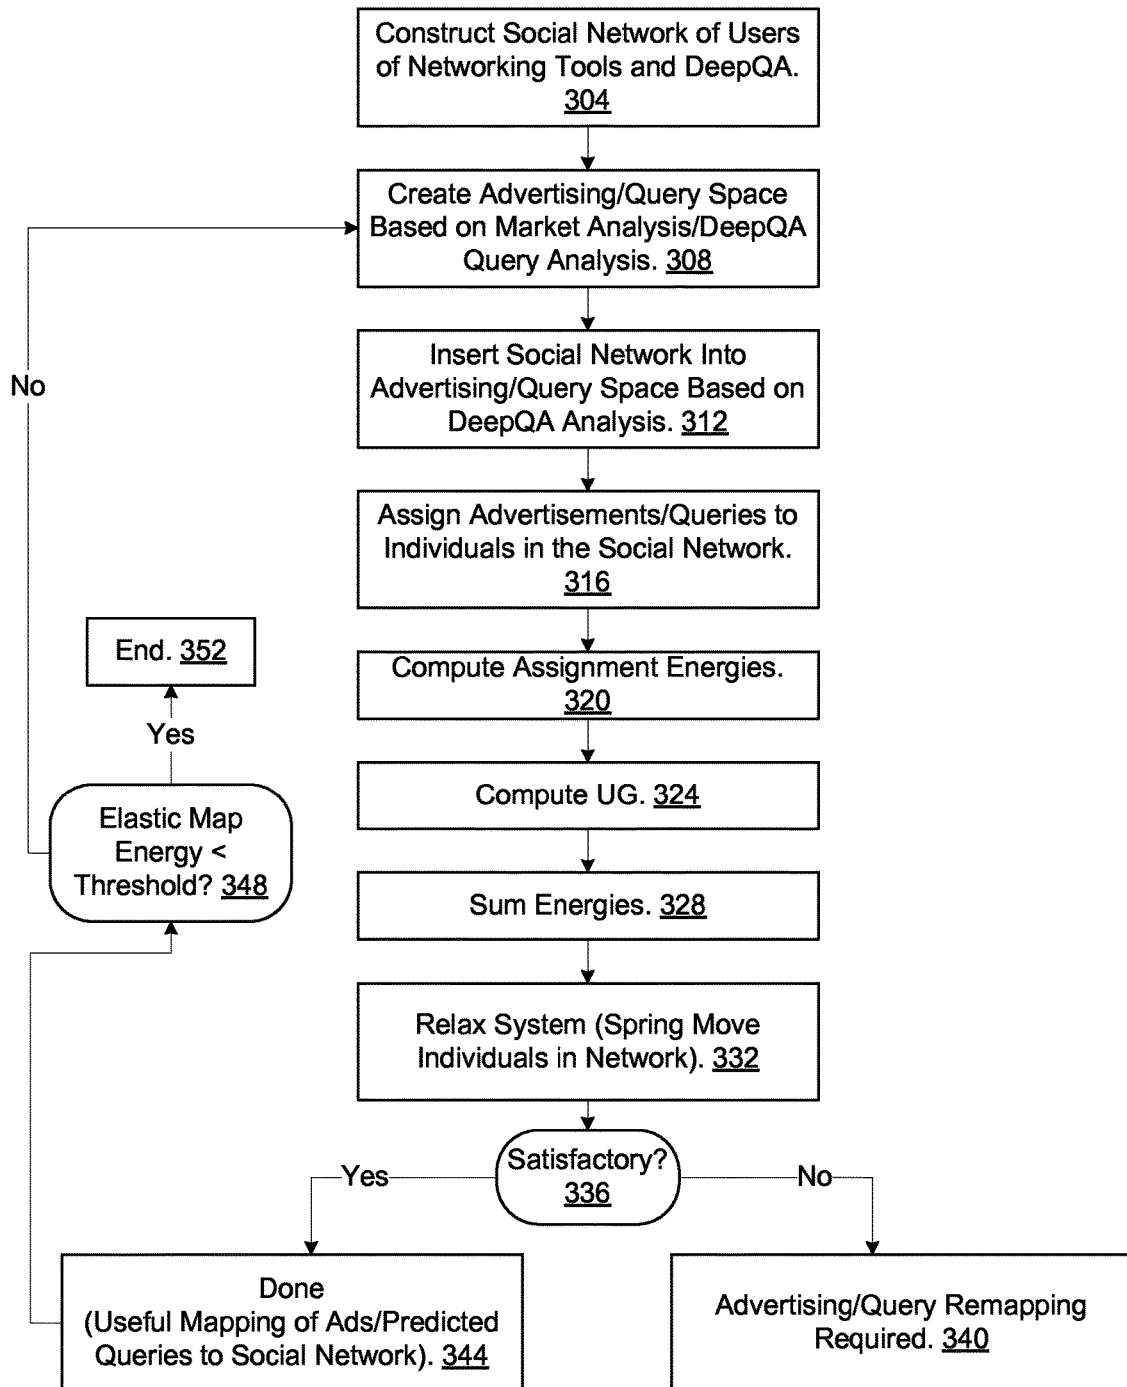 Construct Social Network of Users
of Networking Tools and DeepQA.
304
Create Advertising/Query Space
Based on Market Analysis/DeepQA
Query Analysis. 308
No
Insert Social Network Into
Advertising/Query Space Based on
DeepQA Analysis. 312
Assign Advertisements/Queries to
Individuals in the Social Network.
316
End. 352
Compute Assignment Energies.
320
Yes
Compute UG. 324
Elastic Map
Energy <
Threshold? 348
Sum Energies. 328
Relax System (Spring Move
Individuals in Network). 332
Satisfactory?
336
Yes
No
Done
(Useful Mapping of Ads/Predicted
Queries to Social Network). 344
Advertising/Query Remapping
Required. 340